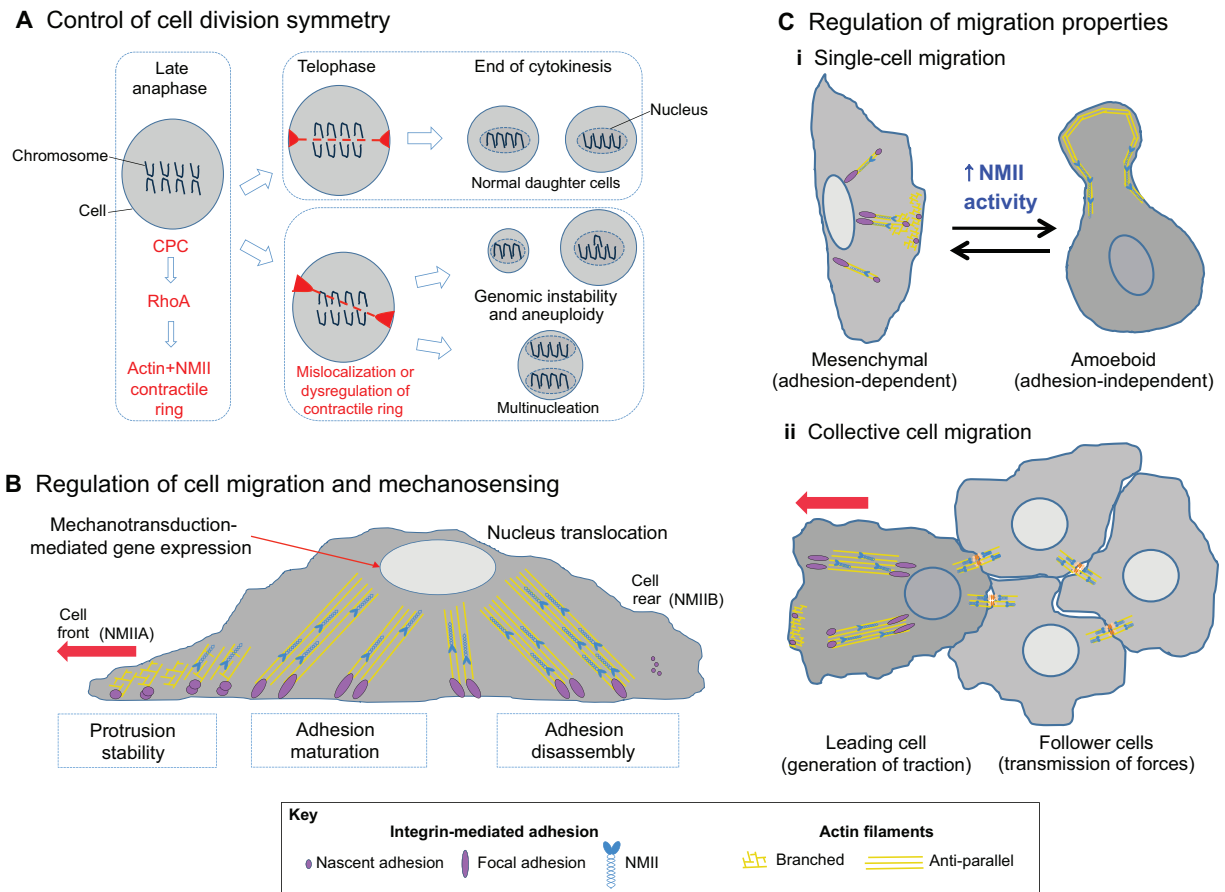 A Control of cell division symmetry
Late
anaphase
Chromosome
Cell
CPC
RhoA
Actin+NMII
contractile
ring
Telophase
End of cytokinesis
Nucleus
Normal daughter cells
Mislocalization or
dysregulation of
contractile ring
Genomic instability
and aneuploidy
Multinucleation
B Regulation of cell migration and mechanosensing
Mechanotransduction-
mediated gene expression
Nucleus translocation
Cell
rear (NMIIB)
Cell
front (NMIIA)
Protrusion
stability
Adhesion
maturation
Adhesion
disassembly
C Regulation of migration properties
i Single-cell migration
↑ NMII
activity
Mesenchymal
(adhesion-dependent)
Amoeboid
(adhesion-independent)
ii Collective cell migration
Leading cell
(generation of traction)
Follower cells
(transmission of forces)
Key
Integrin-mediated adhesion
Nascent adhesion
Focal adhesion
NMII
Actin filaments
Branched
Anti-parallel